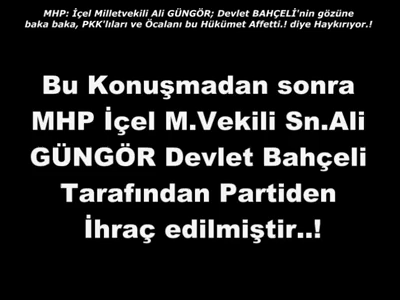 MHP: İçel Milletvekili Ali GÜNGÖR; Devlet BAHÇELİ'nin gözüne
baka baka, PKK'lıları ve Öcalanı bu Hükümet Affetti.! diye Haykırıyor.!
Bu Konuşmadan sonra
MHP İçel M.Vekili Sn.Ali
GÜNGÖR Devlet Bahçeli
Tarafından Partiden
İhraç edilmiştir..!